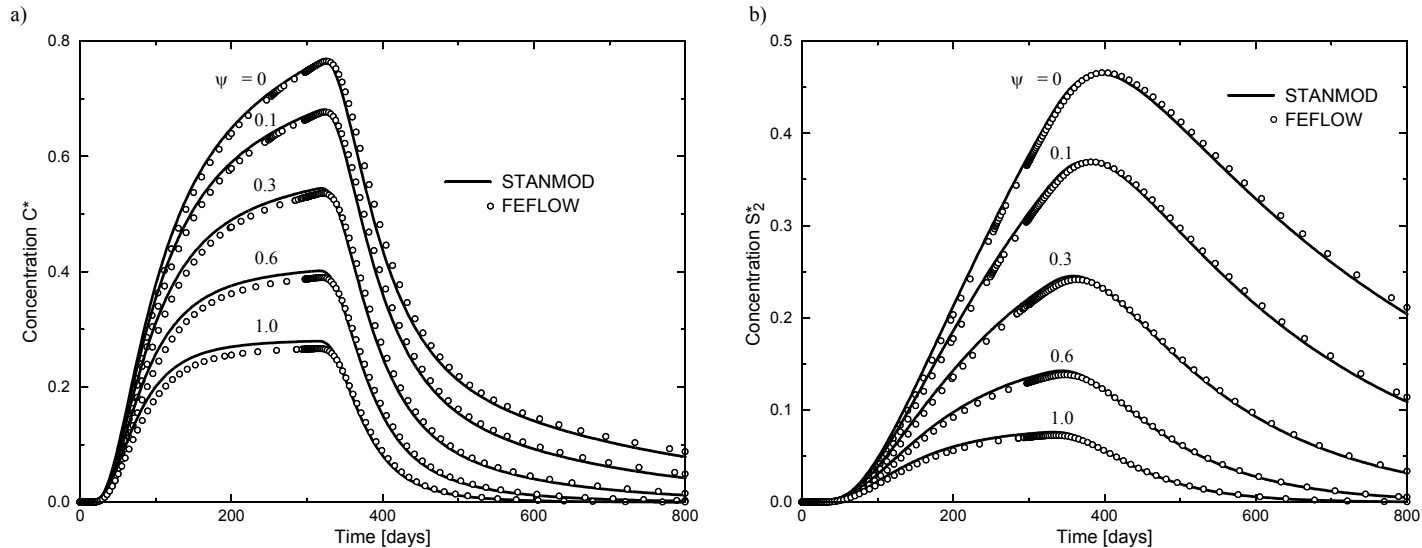 a)
0.8
0.6
0.4
0.2
0.0
Concentration C*
ψ = 0
0.1
0.3
0.6
1.0
STANMOD
FEFLOW
0
200
400
600
800
Time [days]
b)
0.5
0.4
0.3
0.2
0.1
0.0
Concentration S₂*
ψ = 0
0.1
0.3
0.6
1.0
STANMOD
FEFLOW
0
200
400
600
800
Time [days]